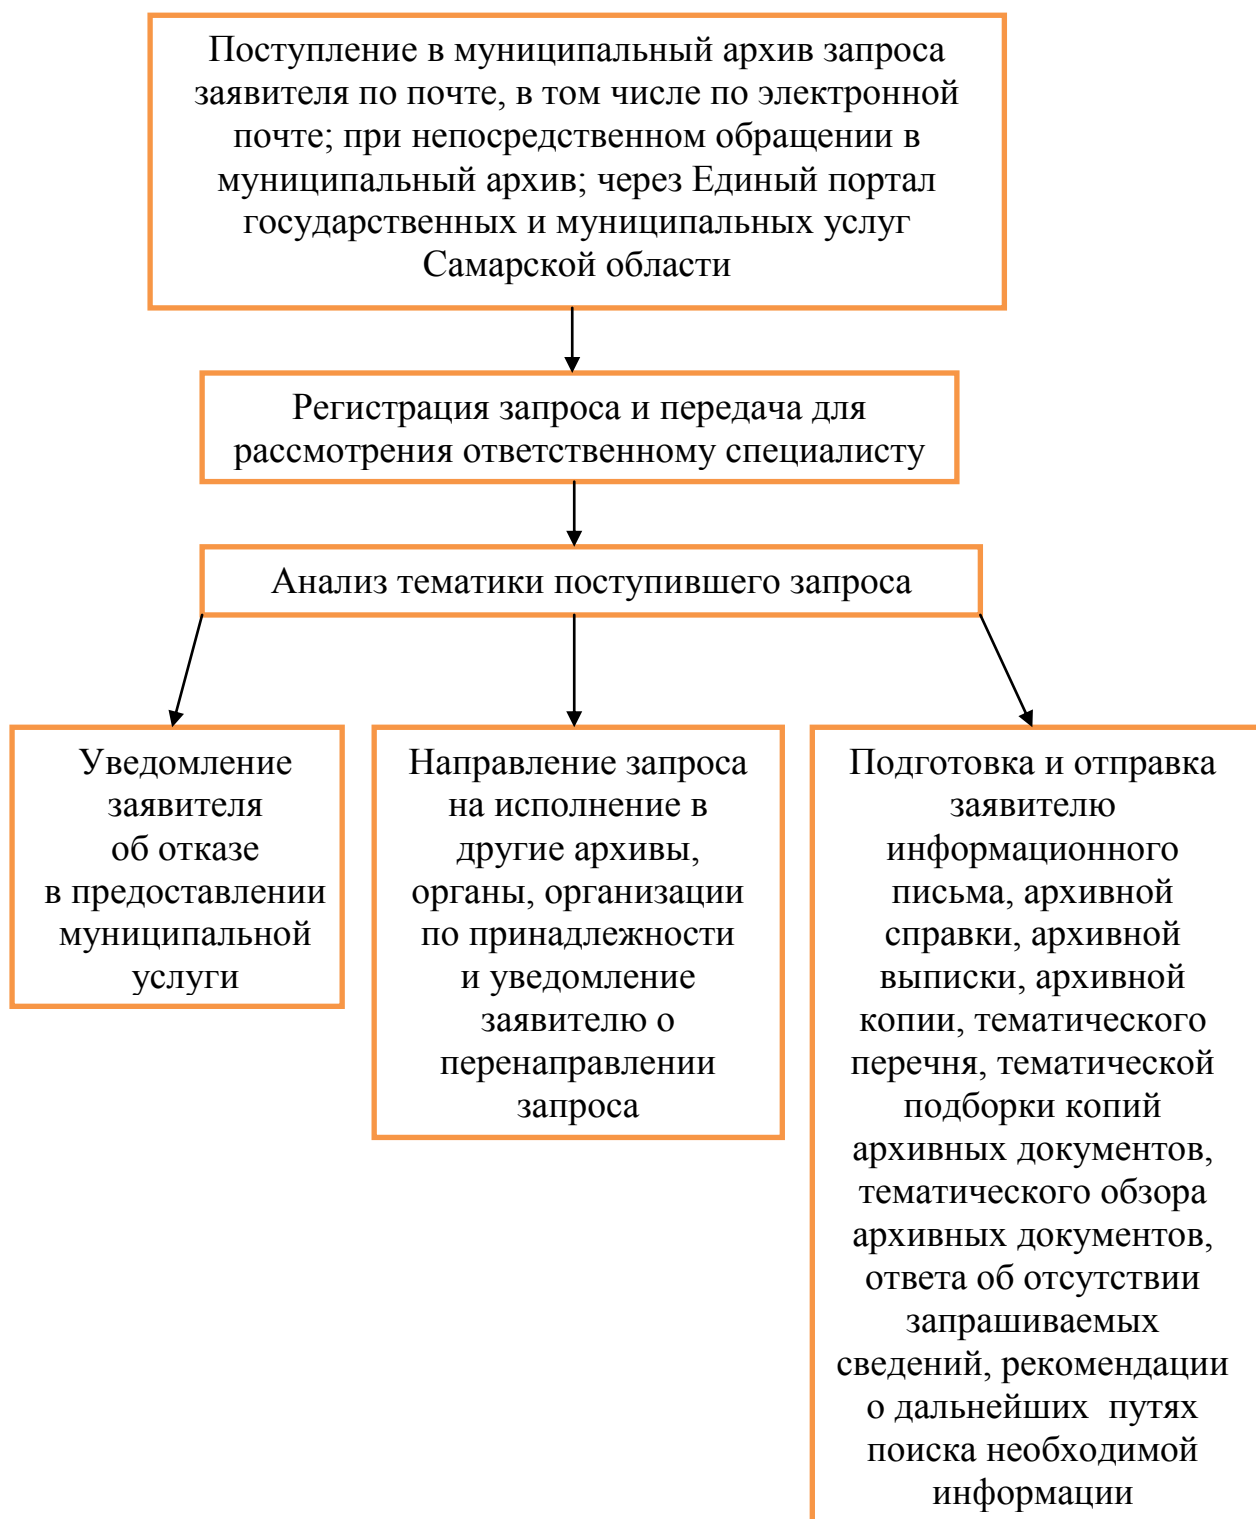 Поступление в муниципальный архив запроса
заявителя по почте, в том числе по электронной
почте; при непосредственном обращении в
муниципальный архив; через Единый портал
государственных и муниципальных услуг
Самарской области
Регистрация запроса и передача для
рассмотрения ответственному специалисту
Анализ тематики поступившего запроса
Уведомление
заявителя
об отказе
в предоставлении
муниципальной
услуги
Направление запроса
на исполнение в
другие архивы,
органы, организации
по принадлежности
и уведомление
заявителю о
перенаправлении
запроса
Подготовка и отправка
заявителю
информационного
письма, архивной
справки, архивной
выписки, архивной
копии, тематического
перечня, тематической
подборки копий
архивных документов,
тематического обзора
архивных документов,
ответа об отсутствии
запрашиваемых
сведений, рекомендации
о дальнейших  путях
поиска необходимой
информации